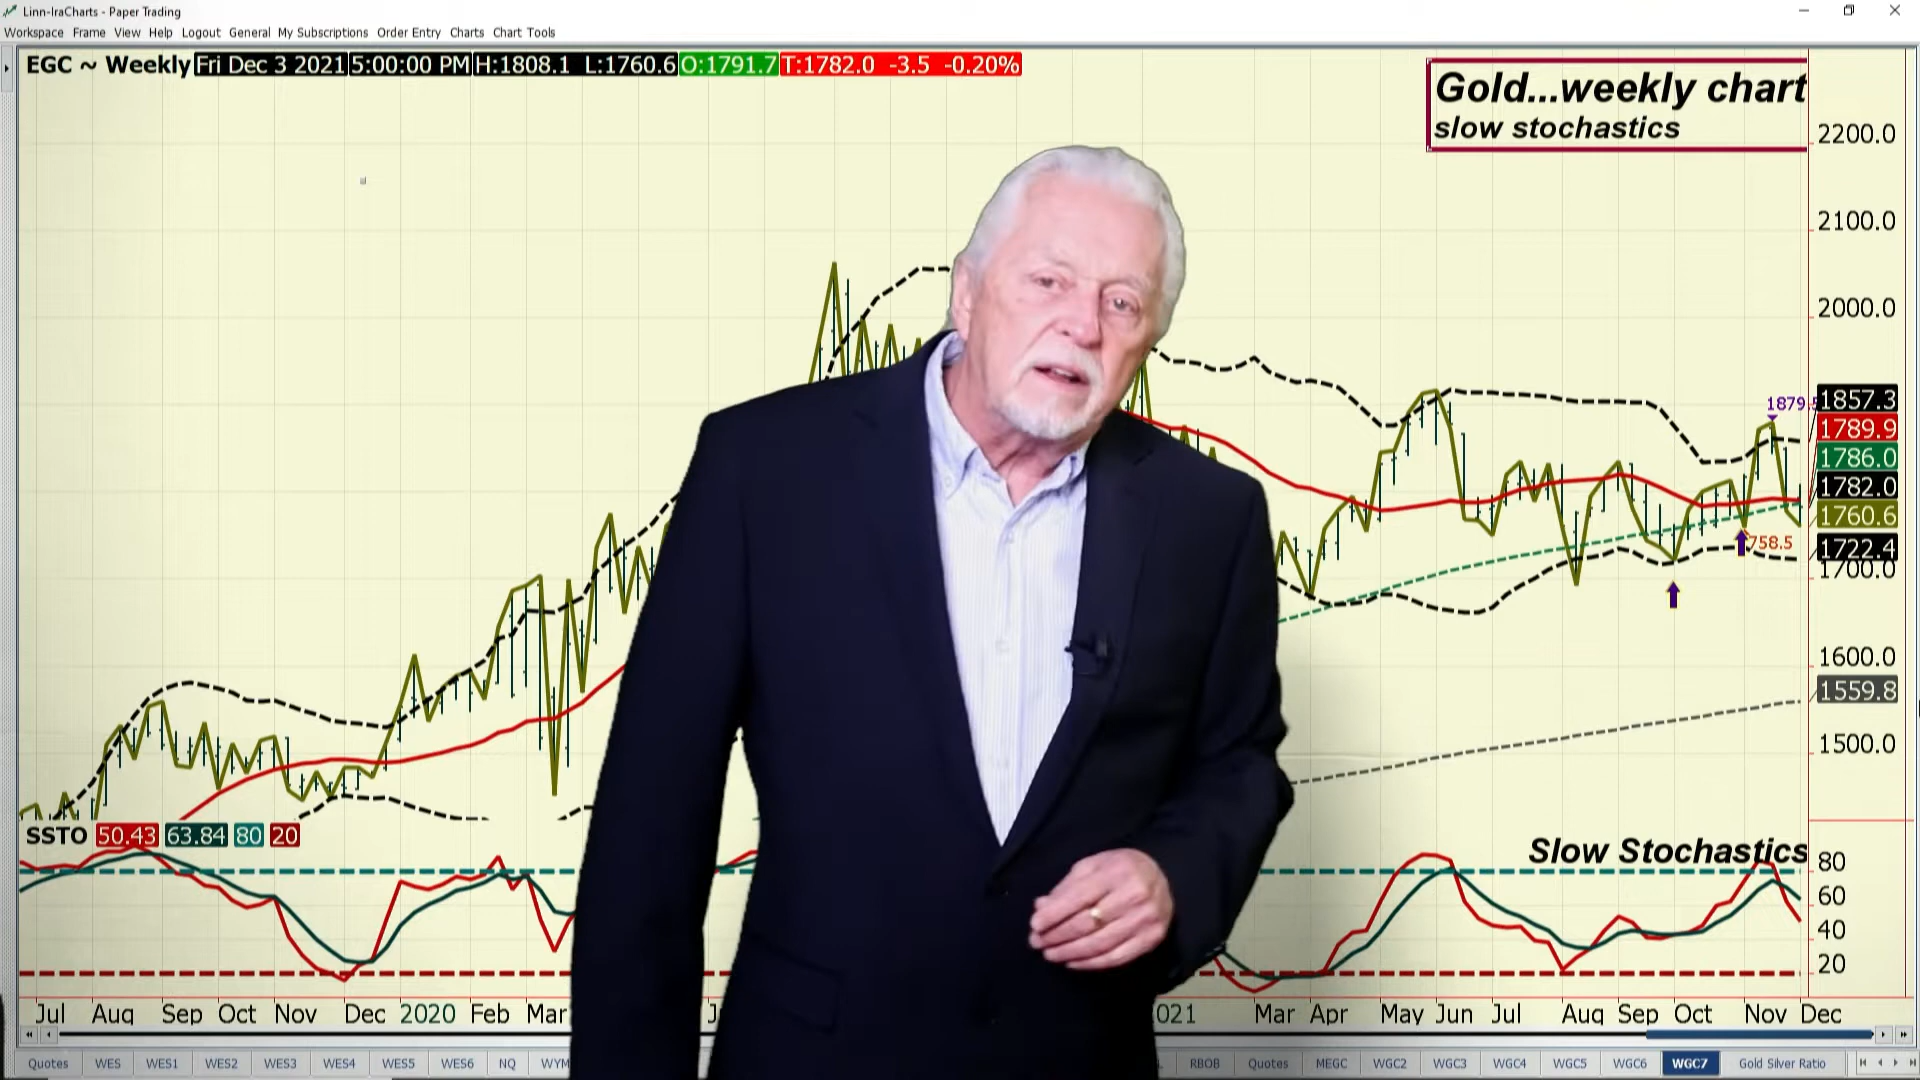 Linn-IraCharts - Paper Trading
Workspace Frame View Help Logout General My Subscriptions Order Entry Charts Chart Tools
EGC ~ Weekly Fri Dec 3 2021 5:00:00 PM H:1808.1 L:1760.6 O:1791.7 T:1782.0 -3.5 -0.20%
Gold...weekly chart
slow stochastics
2200.0
2100.0
2000.0
1879.
1857.3
1789.9
1786.0
1782.0
1760.6
758.5
1722.4
1700.0
1600.0
1559.8
1500.0
SSTO 50.43 63.84 80 20
Slow Stochastics
80
60
40
20
Jul Aug Sep Oct Nov Dec 2020 Feb Mar 021 Mar Apr May Jun Jul Aug Sep Oct Nov Dec
Quotes WES WES1 WES2 WES3 WES4 WES5 WES6 NQ WYM RBOB Quotes MEGC WGC2 WGC3 WGC4 WGC5 WGC6 WGC7 Gold Silver Ratio